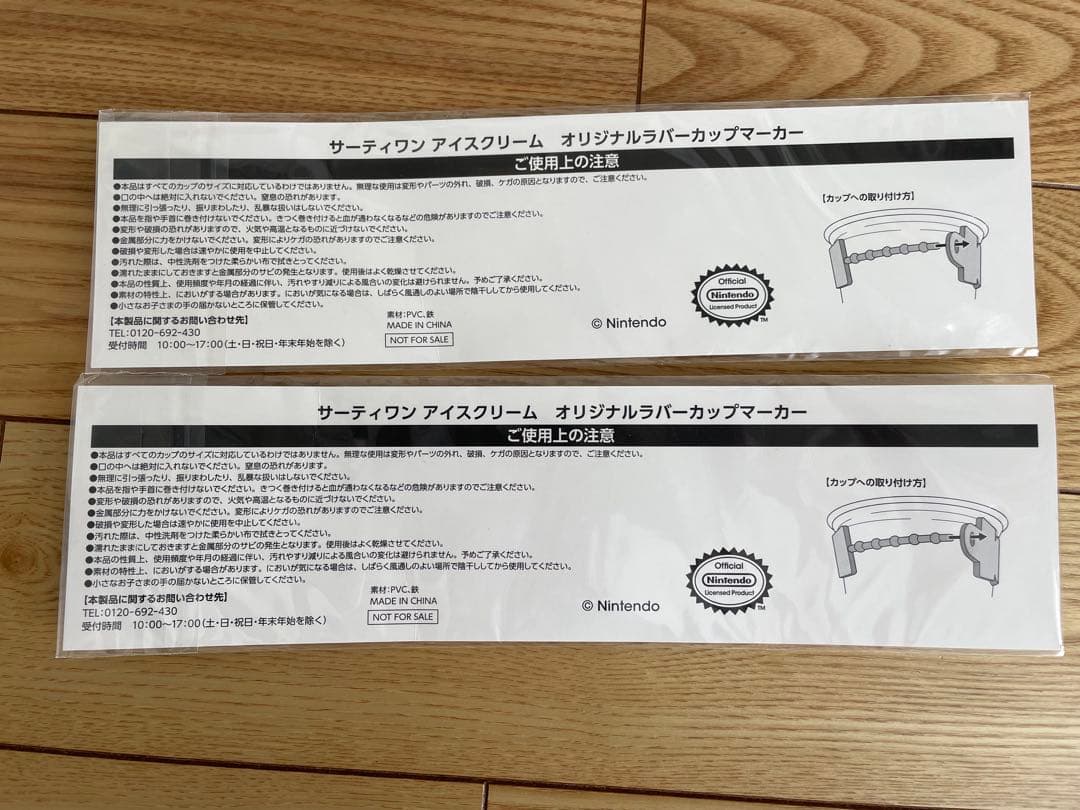 サーティワン アイスクリーム　オリジナルラバーカップマーカー
ご使用上の注意
●本品はすべてのカップのサイズに対応しているわけではありません。無理な使用は変形やパーツの外れ、破損、ケガの原因となりますので、ご注意ください。
●口の中へは絶対に入れないでください。窒息の恐れがあります。
●無理に引っ張ったり、振りまわしたり、乱暴な扱いはしないでください。
●本品を指や手首に巻き付けないでください。きつく巻き付けると血が通わなくなるなどの危険がありますのでご注意ください。
●変形や破損の恐れがありますので、火気や高温となるものに近づけないでください。
●金属部分に力をかけないでください。変形によりケガの恐れがありますのでご注意ください。
●破損や変形した場合は速やかに使用を中止してください。
●汚れた際は、中性洗剤をつけた柔らかい布で拭きとってください。
●濡れたままにしておきますと金属部分のサビの発生となります。使用後はよく乾燥させてください。
●本品の性質上、使用頻度や年月の経過に伴い、汚れやすり減りによる風合いの変化は避けられません。予めご了承ください。
●素材の特性上、においがする場合があります。においが気になる場合は、しばらく風通しのよい場所で陰干ししてから使用してください。
●小さなお子さまの手の届かないところに保管してください。
【本製品に関するお問い合わせ先】
TEL:0120-692-430
受付時間　10:00〜17:00(土・日・祝日・年末年始を除く)
素材:PVC、鉄
MADE IN CHINA
NOT FOR SALE
© Nintendo
Official
Nintendo
Licensed Product
TM
【カップへの取り付け方】
サーティワン アイスクリーム　オリジナルラバーカップマーカー
ご使用上の注意
●本品はすべてのカップのサイズに対応しているわけではありません。無理な使用は変形やパーツの外れ、破損、ケガの原因となりますので、ご注意ください。
●口の中へは絶対に入れないでください。窒息の恐れがあります。
●無理に引っ張ったり、振りまわしたり、乱暴な扱いはしないでください。
●本品を指や手首に巻き付けないでください。きつく巻き付けると血が通わなくなるなどの危険がありますのでご注意ください。
●変形や破損の恐れがありますので、火気や高温となるものに近づけないでください。
●金属部分に力をかけないでください。変形によりケガの恐れがありますのでご注意ください。
●破損や変形した場合は速やかに使用を中止してください。
●汚れた際は、中性洗剤をつけた柔らかい布で拭きとってください。
●濡れたままにしておきますと金属部分のサビの発生となります。使用後はよく乾燥させてください。
●本品の性質上、使用頻度や年月の経過に伴い、汚れやすり減りによる風合いの変化は避けられません。予めご了承ください。
●素材の特性上、においがする場合があります。においが気になる場合は、しばらく風通しのよい場所で陰干ししてから使用してください。
●小さなお子さまの手の届かないところに保管してください。
【本製品に関するお問い合わせ先】
TEL:0120-692-430
受付時間　10:00〜17:00(土・日・祝日・年末年始を除く)
素材:PVC、鉄
MADE IN CHINA
NOT FOR SALE
© Nintendo
Official
Nintendo
Licensed Product
TM
【カップへの取り付け方】